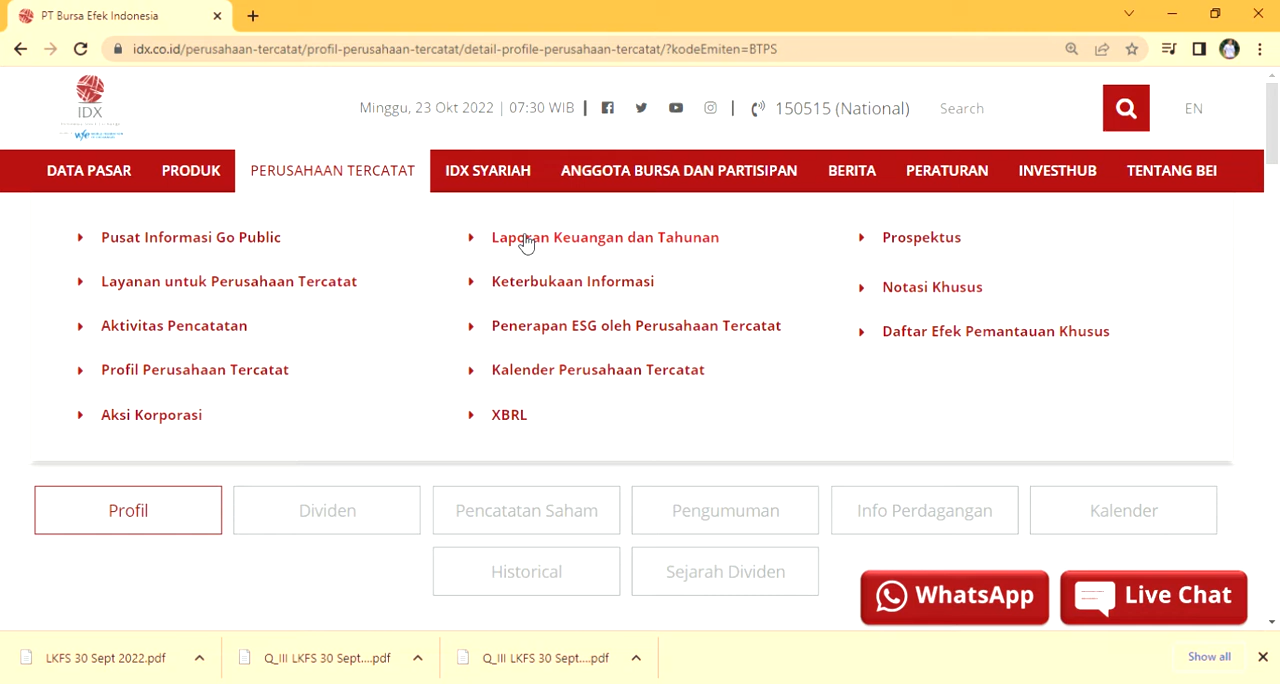 PT Bursa Efek Indonesia
idx.co.id/perusahaan-tercatat/profil-perusahaan-tercatat/detail-profile-perusahaan-tercatat/?kodeEmiten=BTPS
IDX
wfe
Minggu, 23 Okt 2022 | 07:30 WIB
150515 (National)
Search
EN
DATA PASAR
PRODUK
PERUSAHAAN TERCATAT
IDX SYARIAH
ANGGOTA BURSA DAN PARTISIPAN
BERITA
PERATURAN
INVESTHUB
TENTANG BEI
Pusat Informasi Go Public
Layanan untuk Perusahaan Tercatat
Aktivitas Pencatatan
Profil Perusahaan Tercatat
Aksi Korporasi
Laporan Keuangan dan Tahunan
Keterbukaan Informasi
Penerapan ESG oleh Perusahaan Tercatat
Kalender Perusahaan Tercatat
XBRL
Prospektus
Notasi Khusus
Daftar Efek Pemantauan Khusus
Profil
Dividen
Pencatatan Saham
Pengumuman
Info Perdagangan
Kalender
Historical
Sejarah Dividen
WhatsApp
Live Chat
LKFS 30 Sept 2022.pdf
Q_III LKFS 30 Sept....pdf
Q_III LKFS 30 Sept....pdf
Show all